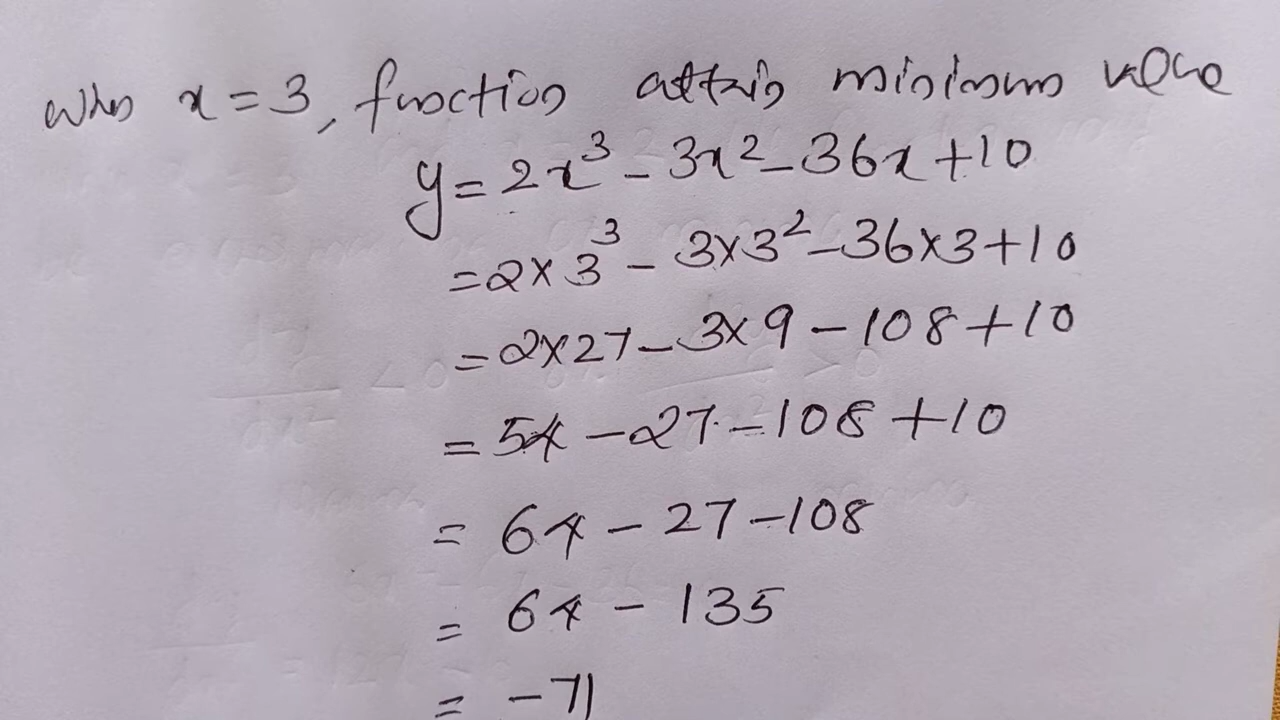 When x = 3, function attain minimum value
y = 2x³ - 3x² - 36x + 10
= 2 × 3³ - 3×3² - 36×3 + 10
= 2×27 - 3×9 - 108 + 10
= 54 - 27 - 108 + 10
= 64 - 27 - 108
= 64 - 135
= -71